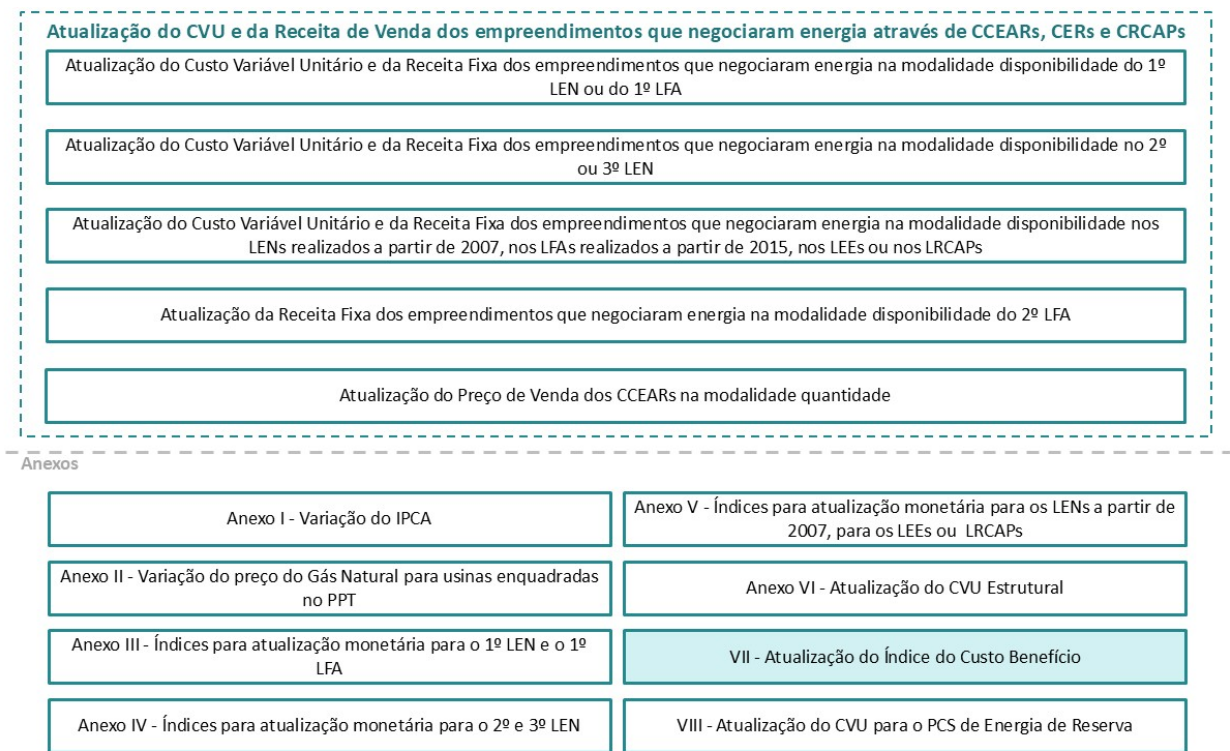 Atualização do CVU e da Receita de Venda dos empreendimentos que negociaram energia através de CCEARs, CERs e CRCAPs
Atualização do Custo Variável Unitário e da Receita Fixa dos empreendimentos que negociaram energia na modalidade disponibilidade do 1º
LEN ou do 1º LFA
Atualização do Custo Variável Unitário e da Receita Fixa dos empreendimentos que negociaram energia na modalidade disponibilidade no 2º
ou 3º LEN
Atualização do Custo Variável Unitário e da Receita Fixa dos empreendimentos que negociaram energia na modalidade disponibilidade nos
LENs realizados a partir de 2007, nos LFAs realizados a partir de 2015, nos LEEs ou nos LRCAPs
Atualização da Receita Fixa dos empreendimentos que negociaram energia na modalidade disponibilidade do 2º LFA
Atualização do Preço de Venda dos CCEARs na modalidade quantidade
Anexos
Anexo I - Variação do IPCA
Anexo II - Variação do preço do Gás Natural para usinas enquadradas
no PPT
Anexo III - Índices para atualização monetária para o 1º LEN e o 1º
LFA
Anexo IV - Índices para atualização monetária para o 2º e 3º LEN
Anexo V - Índices para atualização monetária para os LENs a partir de
2007, para os LEEs ou LRCAPs
Anexo VI - Atualização do CVU Estrutural
VII - Atualização do Índice do Custo Benefício
VIII - Atualização do CVU para o PCS de Energia de Reserva